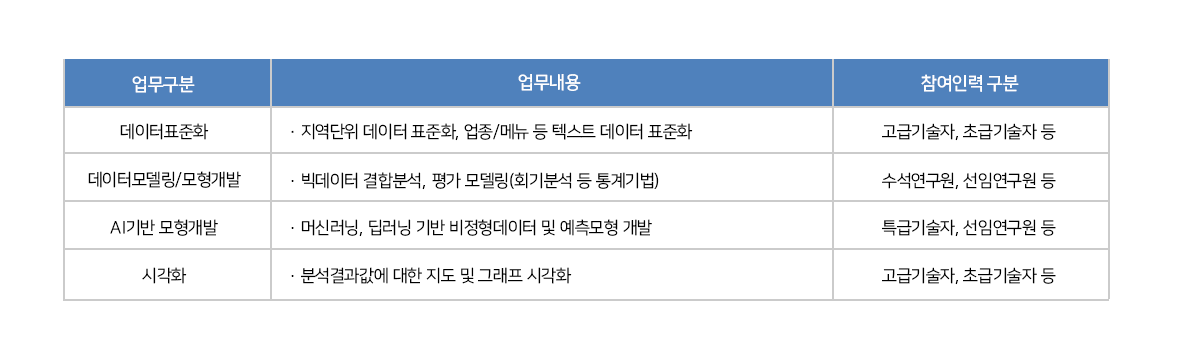 업무구분 업무내용 참여인력 구분
데이터표준화 · 지역단위 데이터 표준화, 업종/메뉴 등 텍스트 데이터 표준화 고급기술자, 초급기술자 등
데이터모델링/모형개발 · 빅데이터 결합분석, 평가 모델링(회기분석 등 통계기법) 수석연구원, 선임연구원 등
AI기반 모형개발 · 머신러닝, 딥러닝 기반 비정형데이터 및 예측모형 개발 특급기술자, 선임연구원 등
시각화 · 분석결과값에 대한 지도 및 그래프 시각화 고급기술자, 초급기술자 등